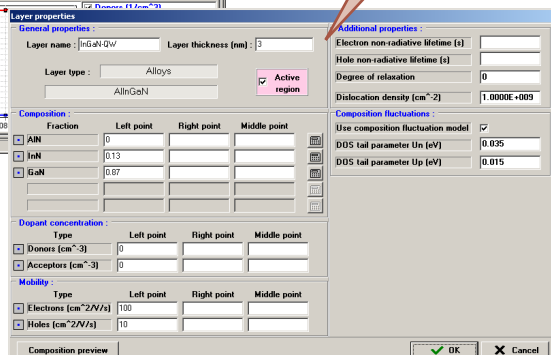 Donors (1/cm^3)
Layer properties
General properties :
Layer name : InGaN-QW Layer thickness (nm) : 3
Layer type : Alloys
AlInGaN
Active region
Composition :
Fraction Left point Right point Middle point
AlN 0
InN 0.13
GaN 0.87
Dopant concentration :
Type Left point Right point Middle point
Donors (cm^-3) 0
Acceptors (cm^-3) 0
Mobility :
Type Left point Right point Middle point
Electrons (cm^2/V/s) 100
Holes (cm^2/V/s) 10
Composition preview
Additional properties :
Electron non-radiative lifetime (s)
Hole non-radiative lifetime (s)
Degree of relaxation 0
Dislocation density (cm^-2) 1.0000E+009
Composition fluctuations :
Use composition fluctuation model
DOS tail parameter Un (eV) 0.035
DOS tail parameter Up (eV) 0.015
OK Cancel